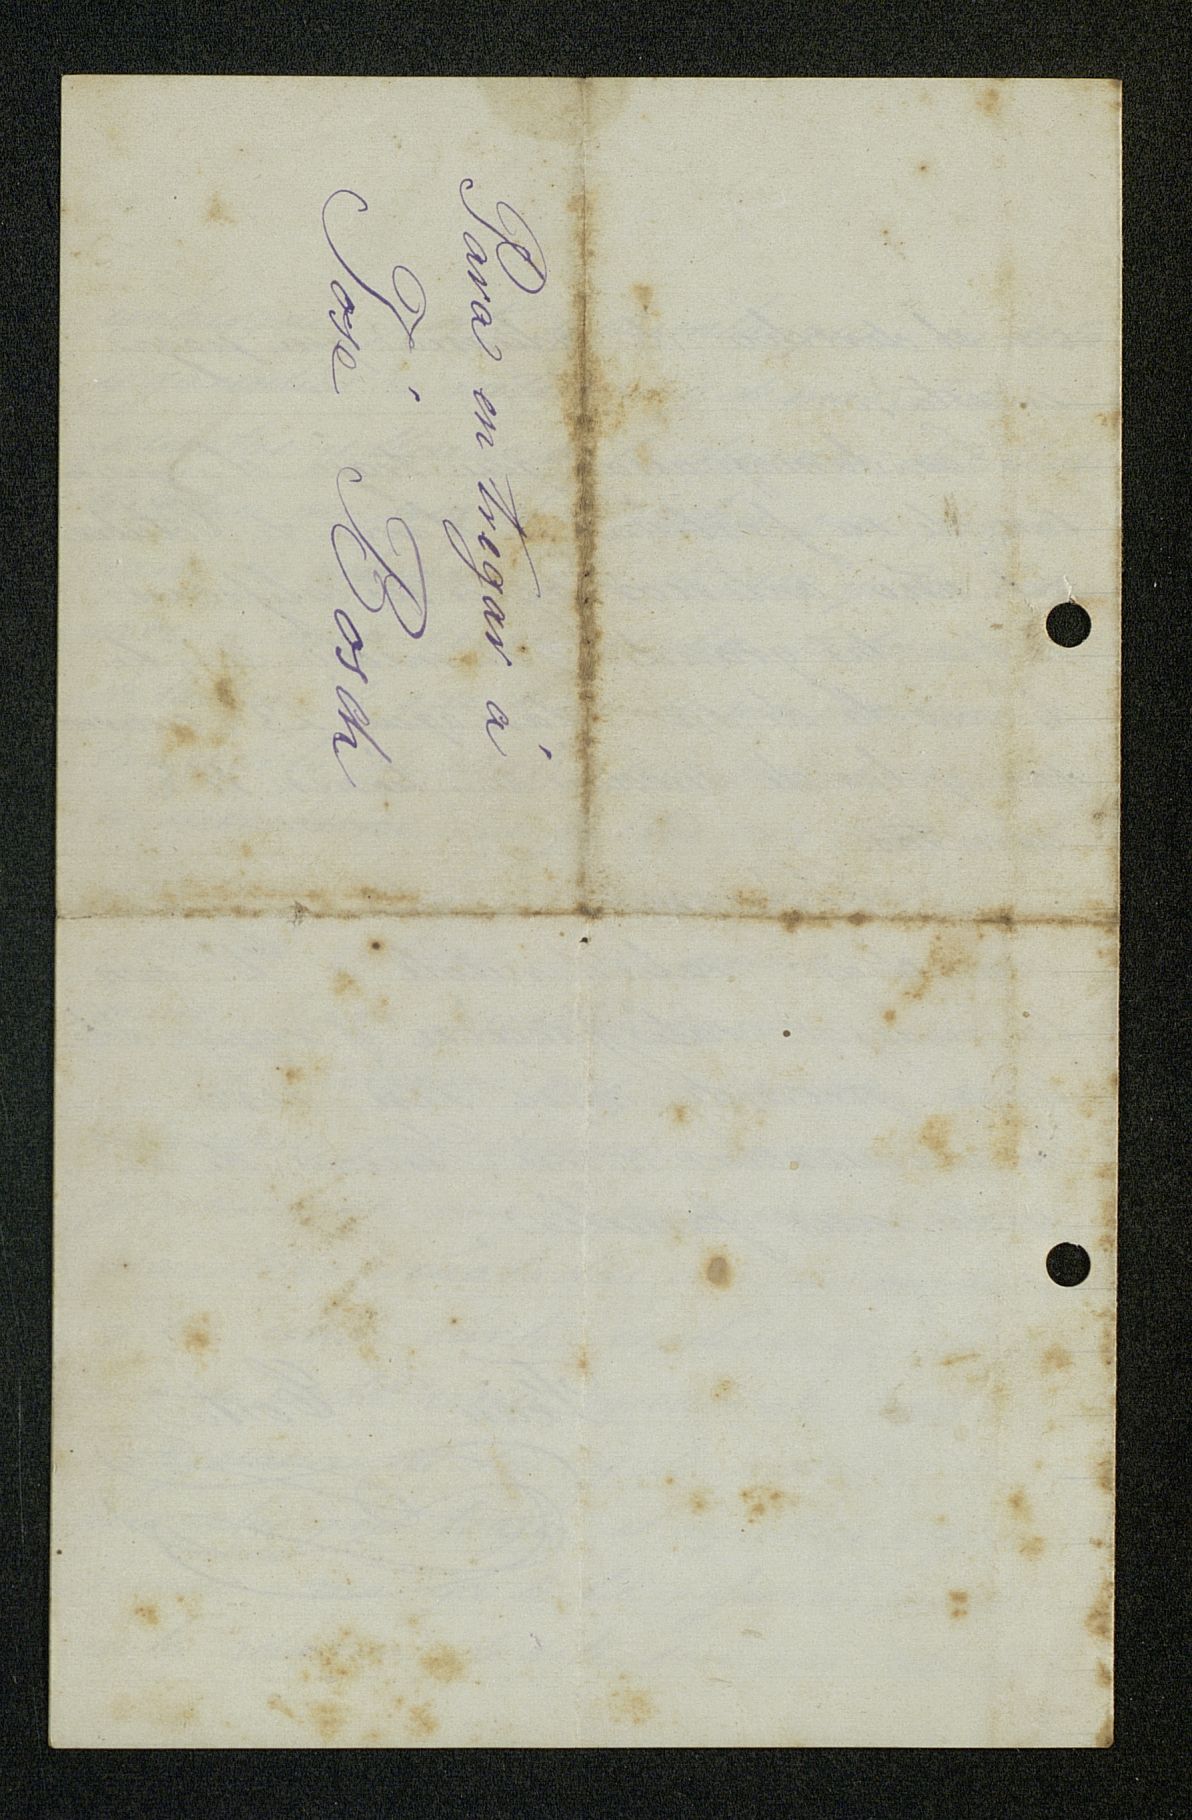 Para entregar á
José Bosch